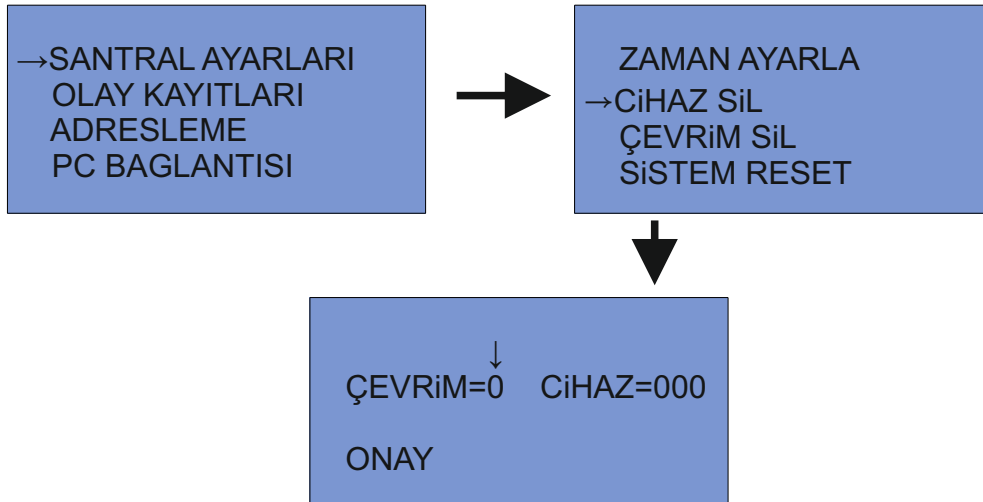 →SANTRAL AYARLARI
OLAY KAYITLARI
ADRESLEME
PC BAGLANTISI
ZAMAN AYARLA
→CiHAZ SiL
ÇEVRiM SiL
SiSTEM RESET
↓
ÇEVRiM=0 CiHAZ=000
ONAY